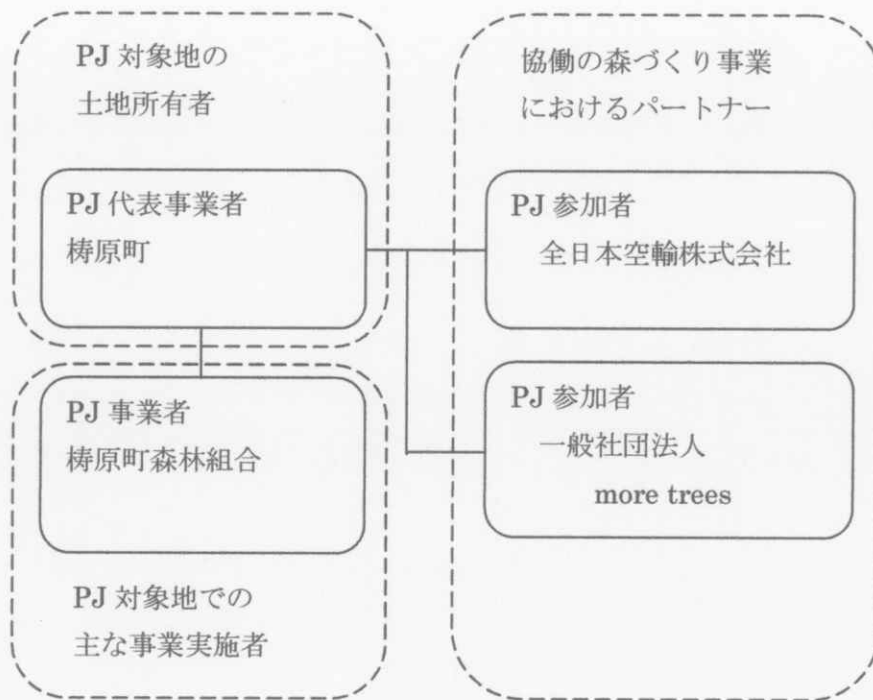 PJ 対象地の
土地所有者
PJ 代表事業者
梼原町
PJ 事業者
梼原町森林組合
PJ 対象地での
主な事業実施者
協働の森づくり事業
におけるパートナー
PJ 参加者
全日本空輸株式会社
PJ 参加者
一般社団法人
more trees